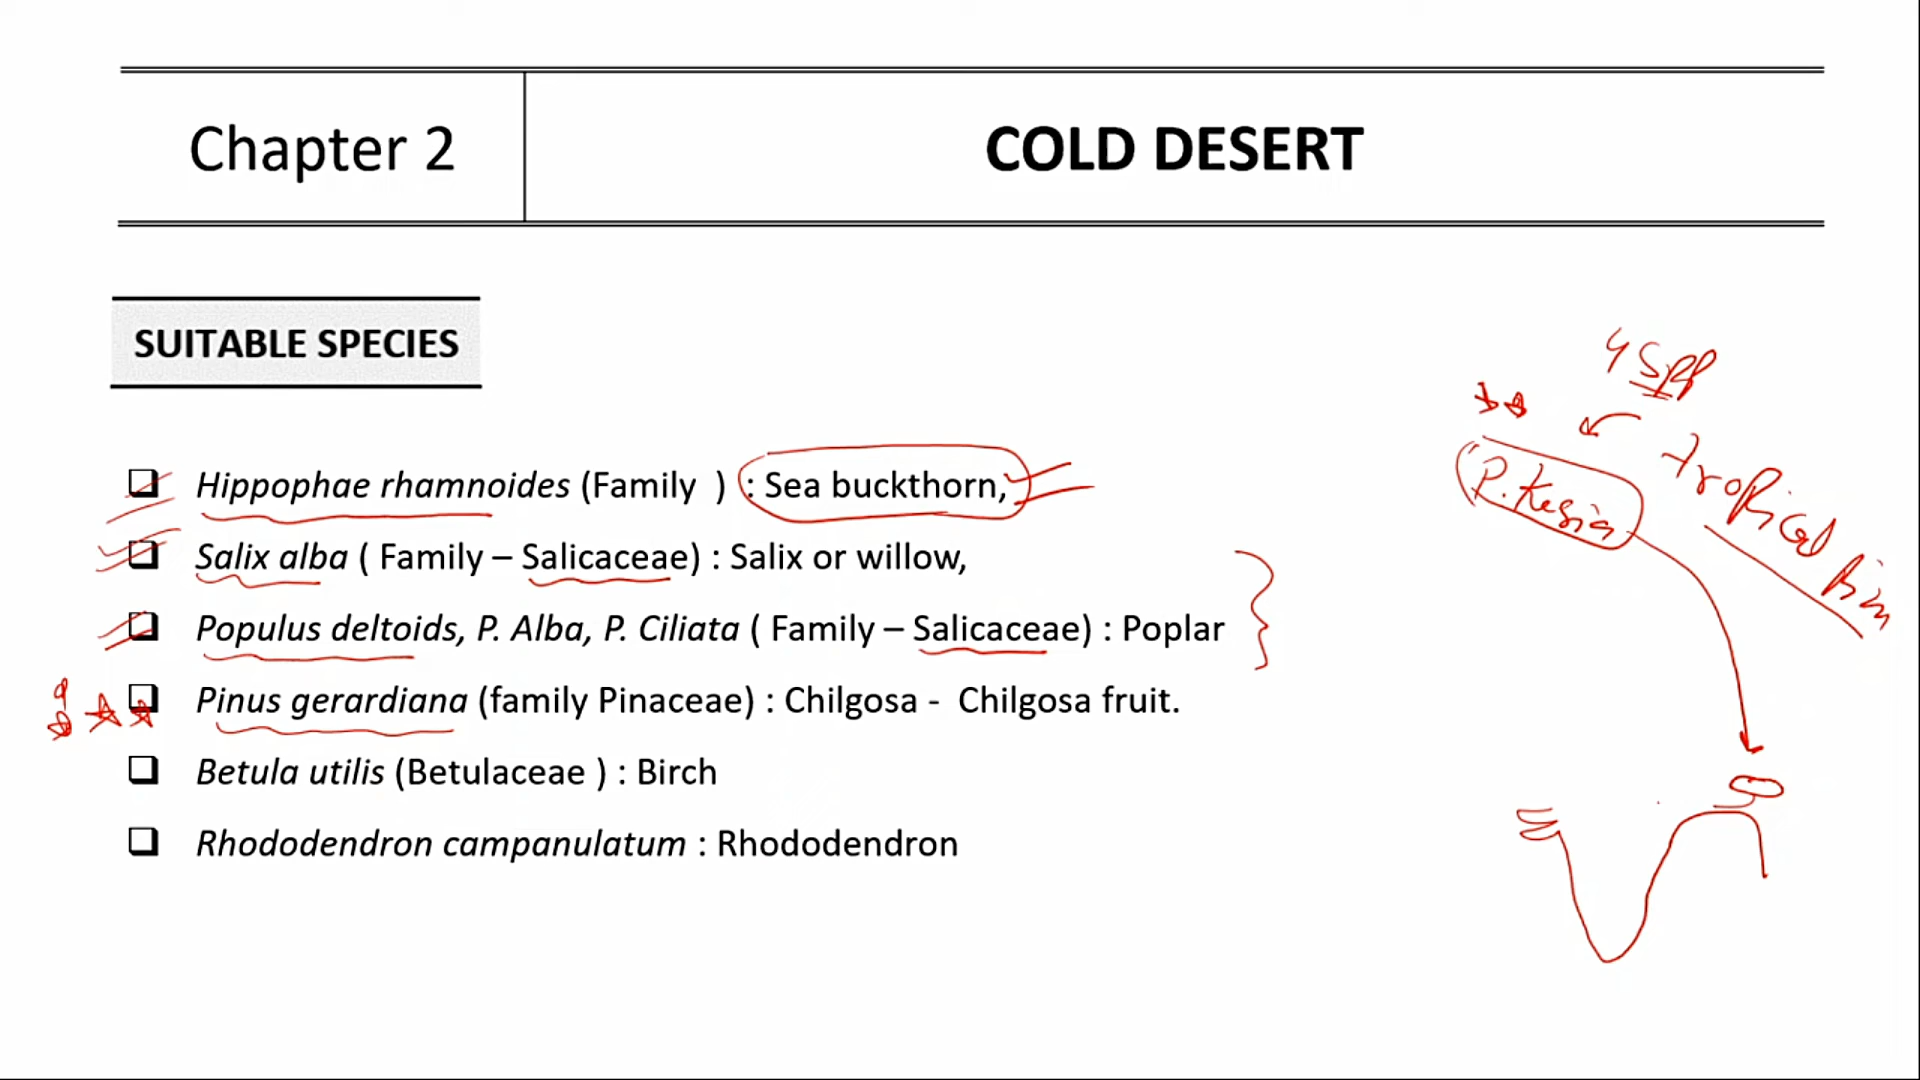 Chapter 2
COLD DESERT
SUITABLE SPECIES
Hippophae rhamnoides (Family ) : Sea buckthorn,
Salix alba ( Family – Salicaceae) : Salix or willow,
Populus deltoids, P. Alba, P. Ciliata ( Family – Salicaceae) : Poplar
Pinus gerardiana (family Pinaceae) : Chilgosa - Chilgosa fruit.
Betula utilis (Betulaceae ) : Birch
Rhododendron campanulatum : Rhododendron
4 Spp
P. Kesia
tropical